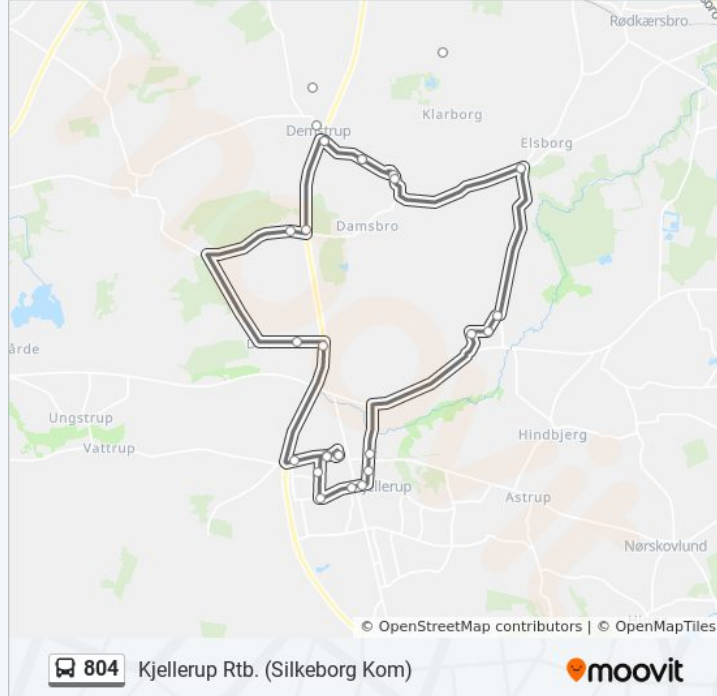 Rødkærsbro
Klarborg
Demstrup
Elsborg
Damsbro
Ungstrup
Vattrup
Hindbjerg
Kjellerup
Astrup
Nørskovlund
© OpenStreetMap contributors | © OpenMapTiles
804 Kjellerup Rtb. (Silkeborg Kom)
moovit